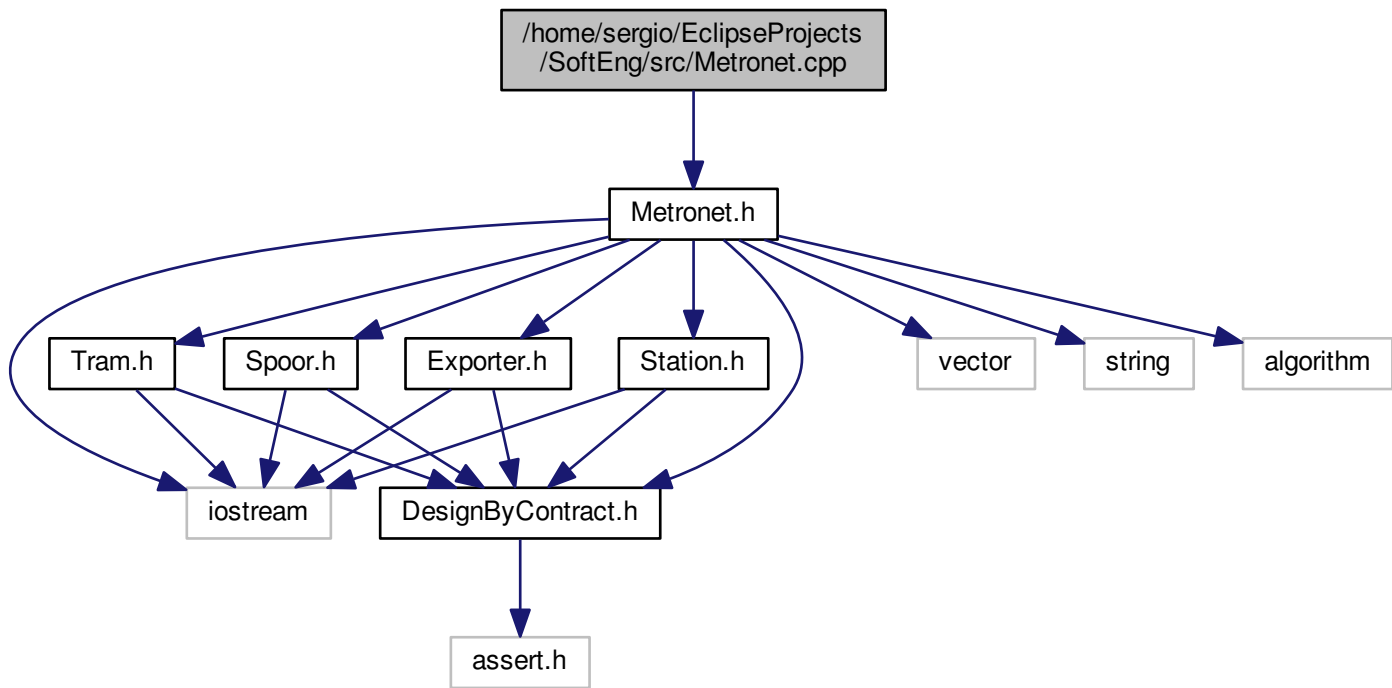 /home/sergio/EclipseProjects
/SoftEng/src/Metronet.cpp
Metronet.h
Tram.h
Spoor.h
Exporter.h
Station.h
vector
string
algorithm
iostream
DesignByContract.h
assert.h